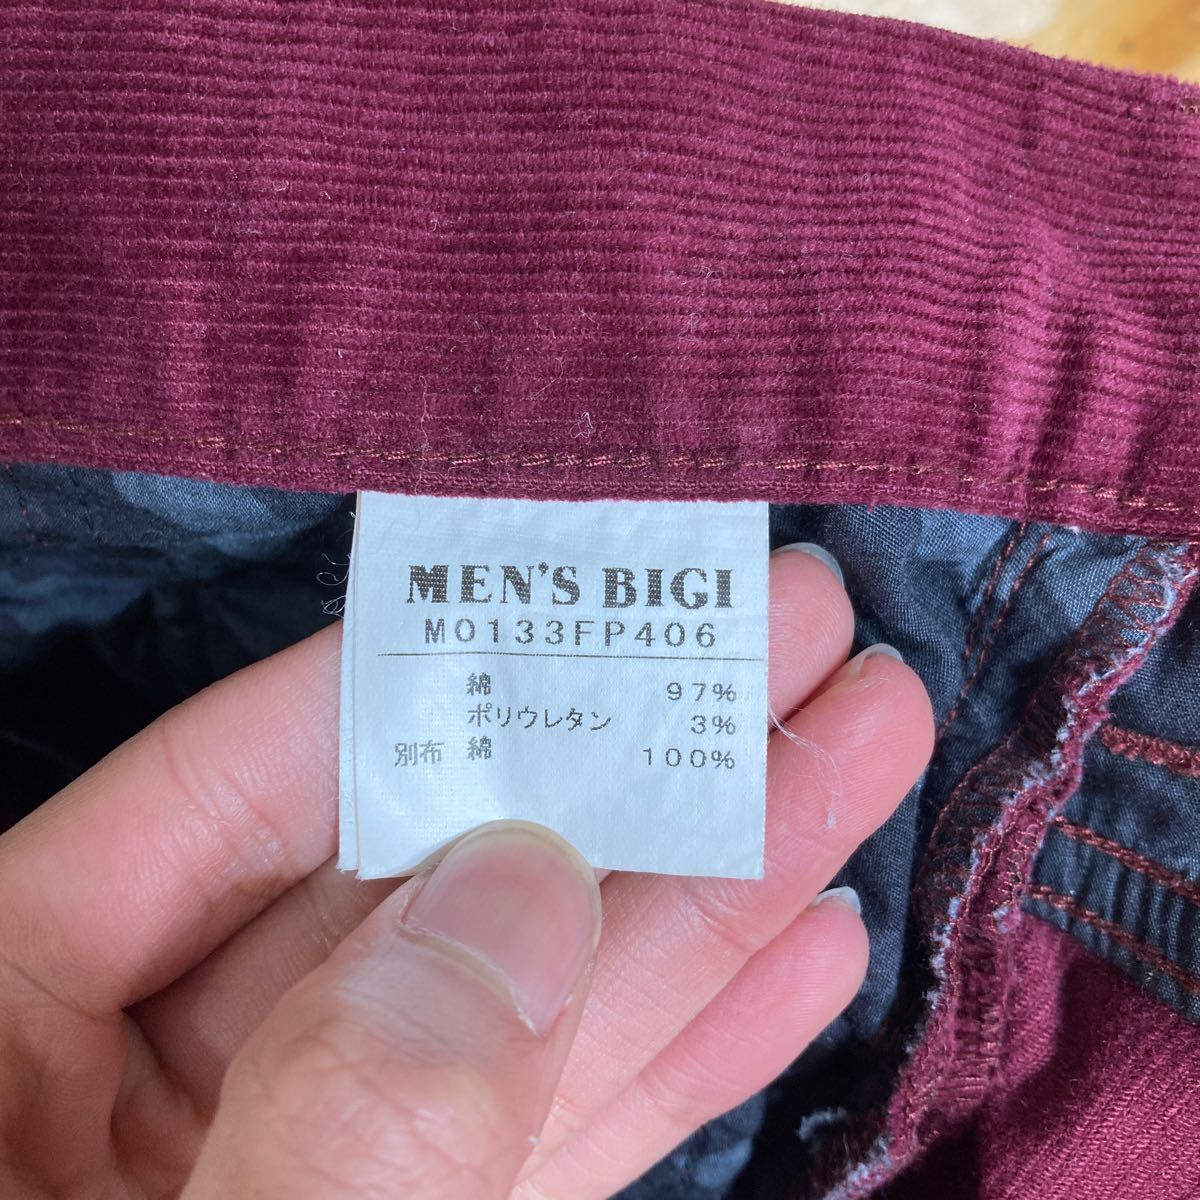 MEN'S BIGI
M0133FP406
綿 97%
ポリウレタン 3%
別布 綿 100%